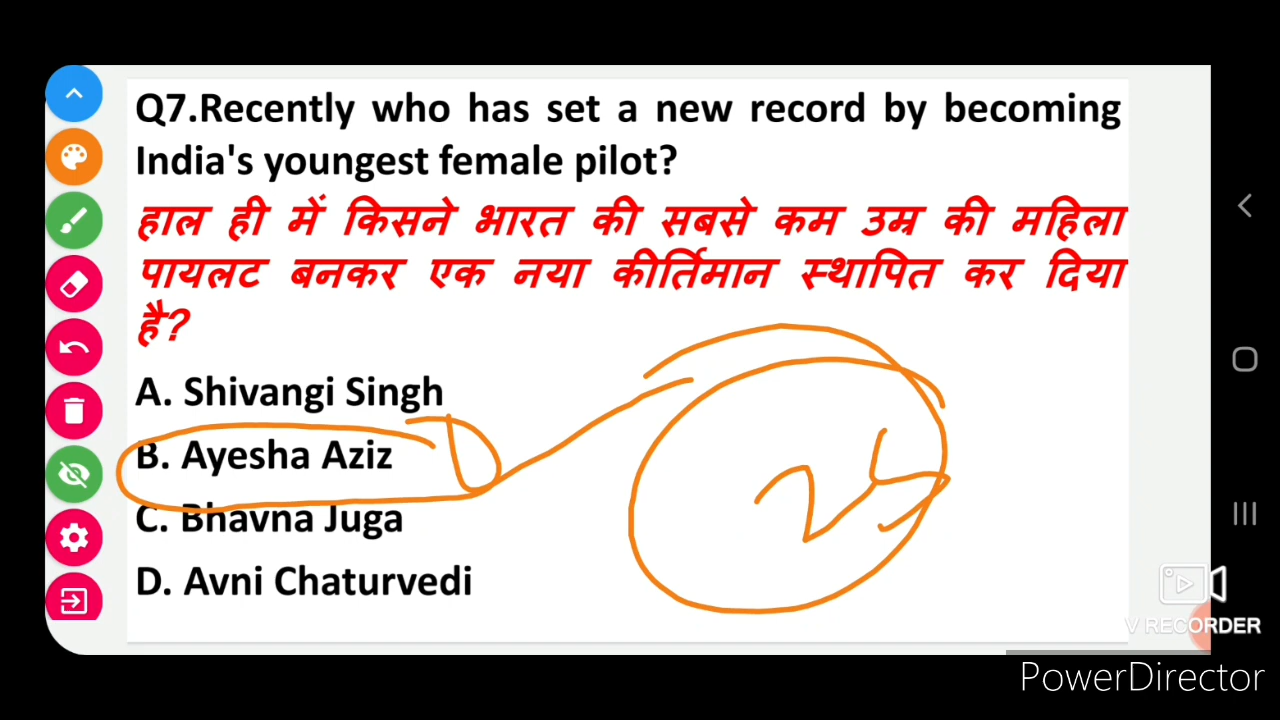 Q7.Recently who has set a new record by becoming
India's youngest female pilot?
हाल ही में किसने भारत की सबसे कम उम्र की महिला
पायलट बनकर एक नया कीर्तिमान स्थापित कर दिया
है?
A. Shivangi Singh
B. Ayesha Aziz
C. Bhavna Juga
D. Avni Chaturvedi
25
V RECORDER
PowerDirector